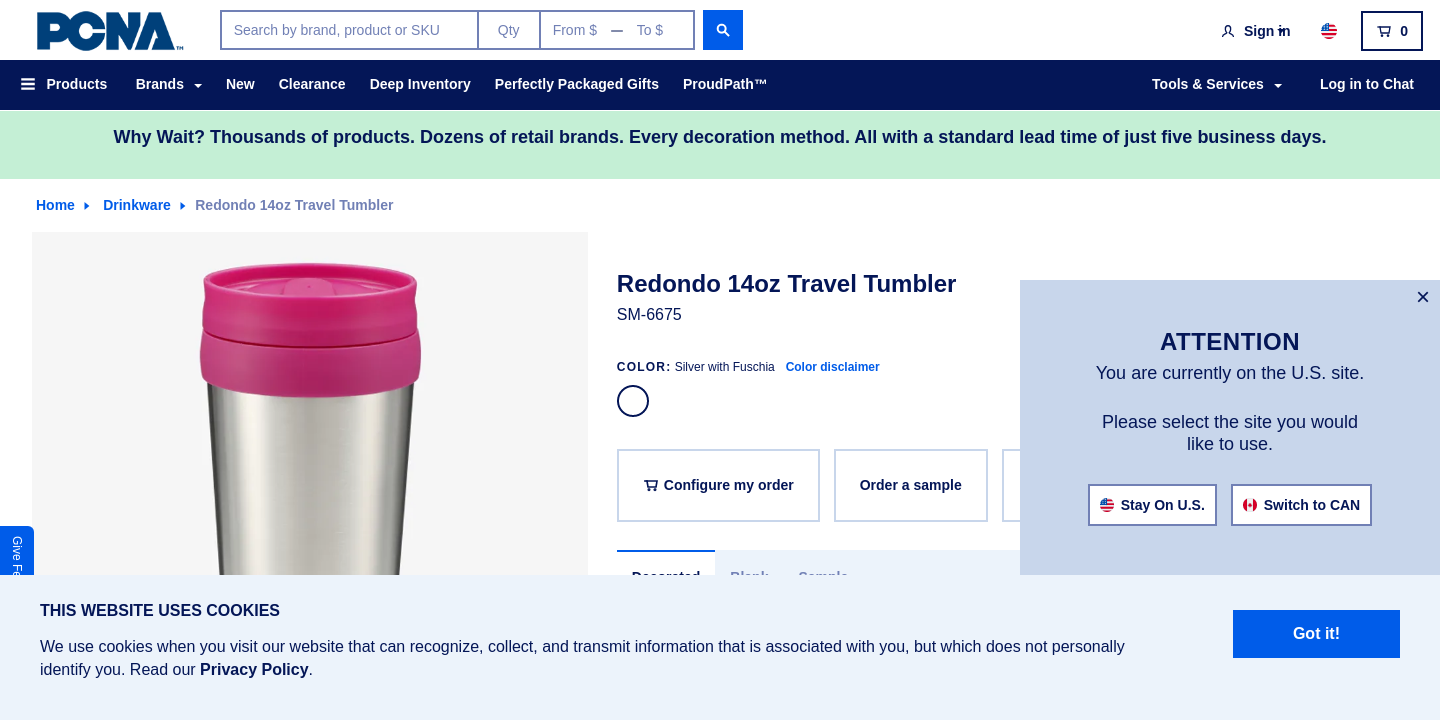 PCNA™
Search by brand, product or SKU
Qty
From $ — To $
Sign in
0
Products
Brands
New
Clearance
Deep Inventory
Perfectly Packaged Gifts
ProudPath™
Tools & Services
Log in to Chat
Why Wait? Thousands of products. Dozens of retail brands. Every decoration method. All with a standard lead time of just five business days.
Home
Drinkware
Redondo 14oz Travel Tumbler
Redondo 14oz Travel Tumbler
SM-6675
COLOR: Silver with Fuschia Color disclaimer
Configure my order
Order a sample
Decorated
Blank
Sample
×
ATTENTION
You are currently on the U.S. site.
Please select the site you would
like to use.
Stay On U.S.
Switch to CAN
Give Fe
THIS WEBSITE USES COOKIES
We use cookies when you visit our website that can recognize, collect, and transmit information that is associated with you, but which does not personally
identify you. Read our Privacy Policy.
Got it!